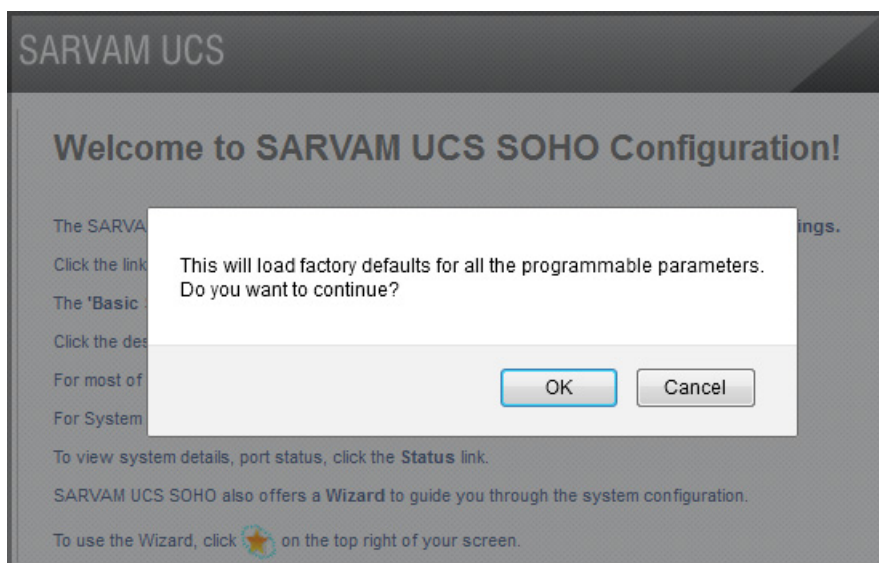 SARVAM UCS
Welcome to SARVAM UCS SOHO Configuration!
The SARVA ings.
Click the link
This will load factory defaults for all the programmable parameters.
Do you want to continue?
The 'Basic
Click the des
For most of
OK Cancel
For System
To view system details, port status, click the Status link.
SARVAM UCS SOHO also offers a Wizard to guide you through the system configuration.
To use the Wizard, click on the top right of your screen.